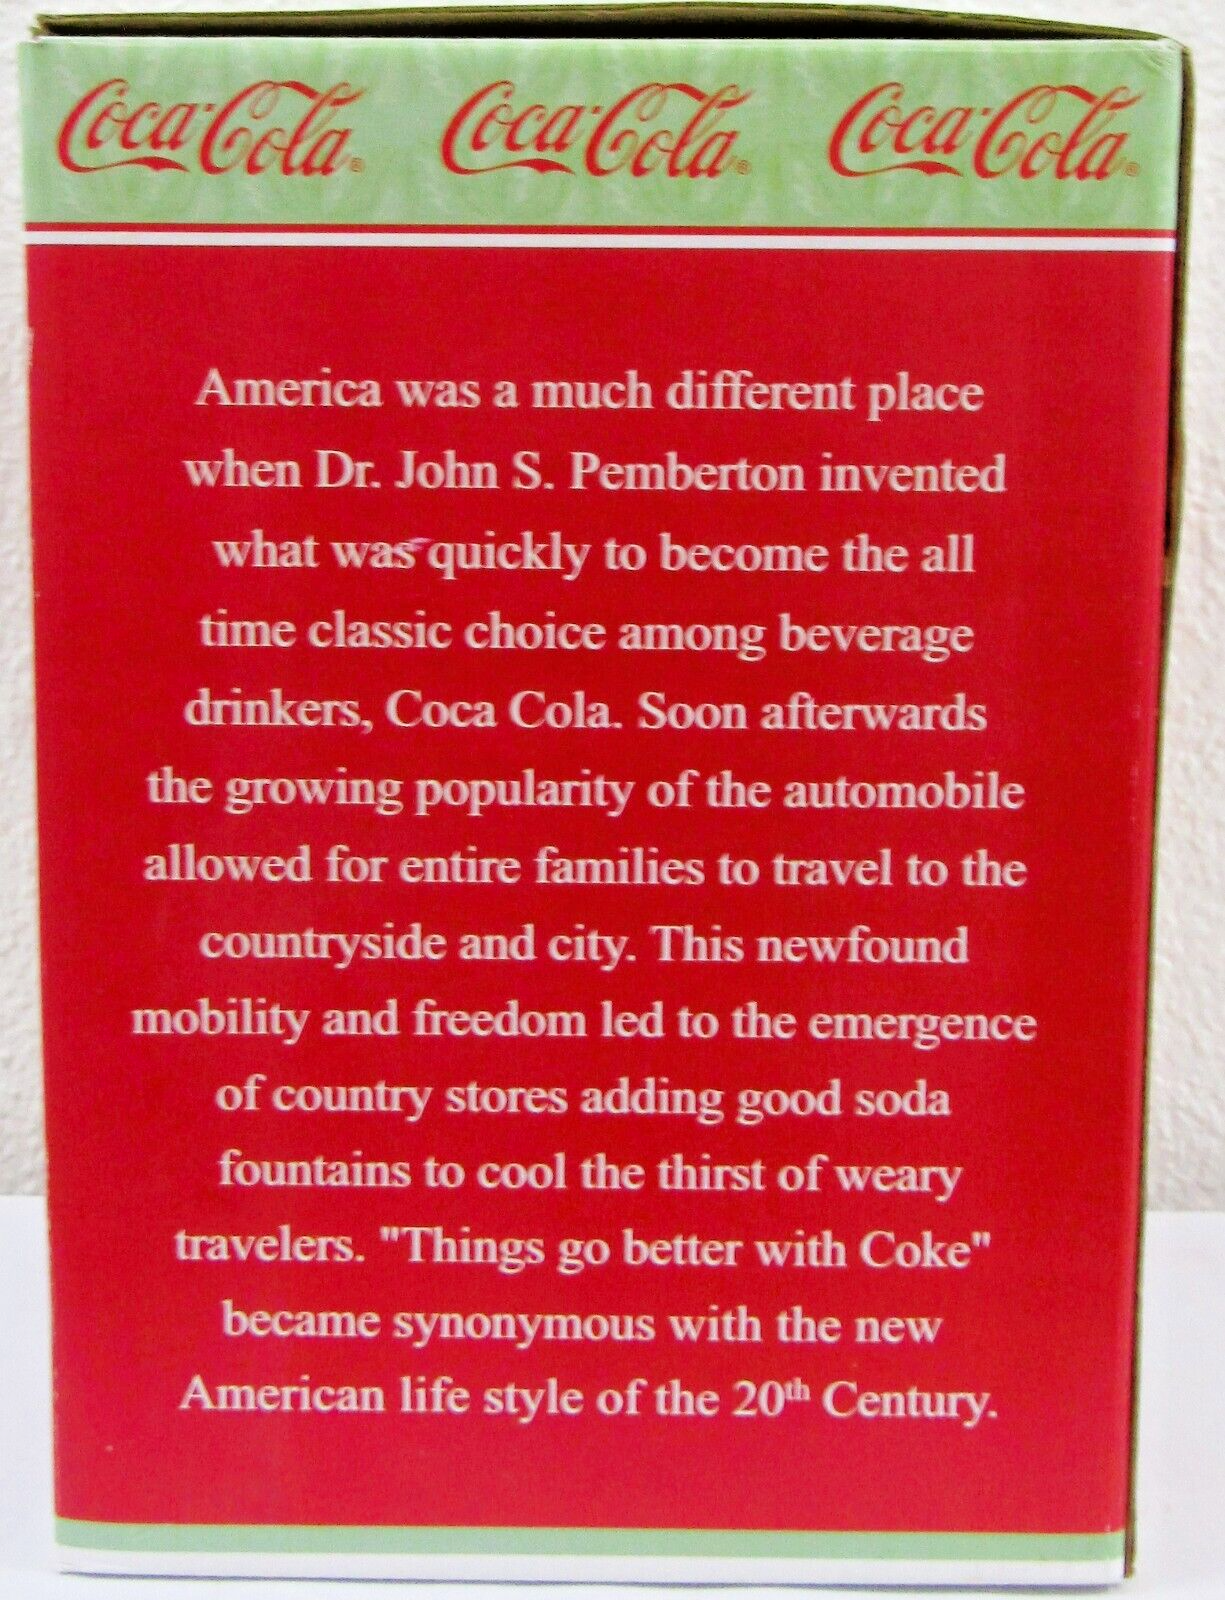 Coca-Cola® Coca-Cola® Coca-Cola®
America was a much different place
when Dr. John S. Pemberton invented
what was quickly to become the all
time classic choice among beverage
drinkers, Coca Cola. Soon afterwards
the growing popularity of the automobile
allowed for entire families to travel to the
countryside and city. This newfound
mobility and freedom led to the emergence
of country stores adding good soda
fountains to cool the thirst of weary
travelers. "Things go better with Coke"
became synonymous with the new
American life style of the 20th Century.